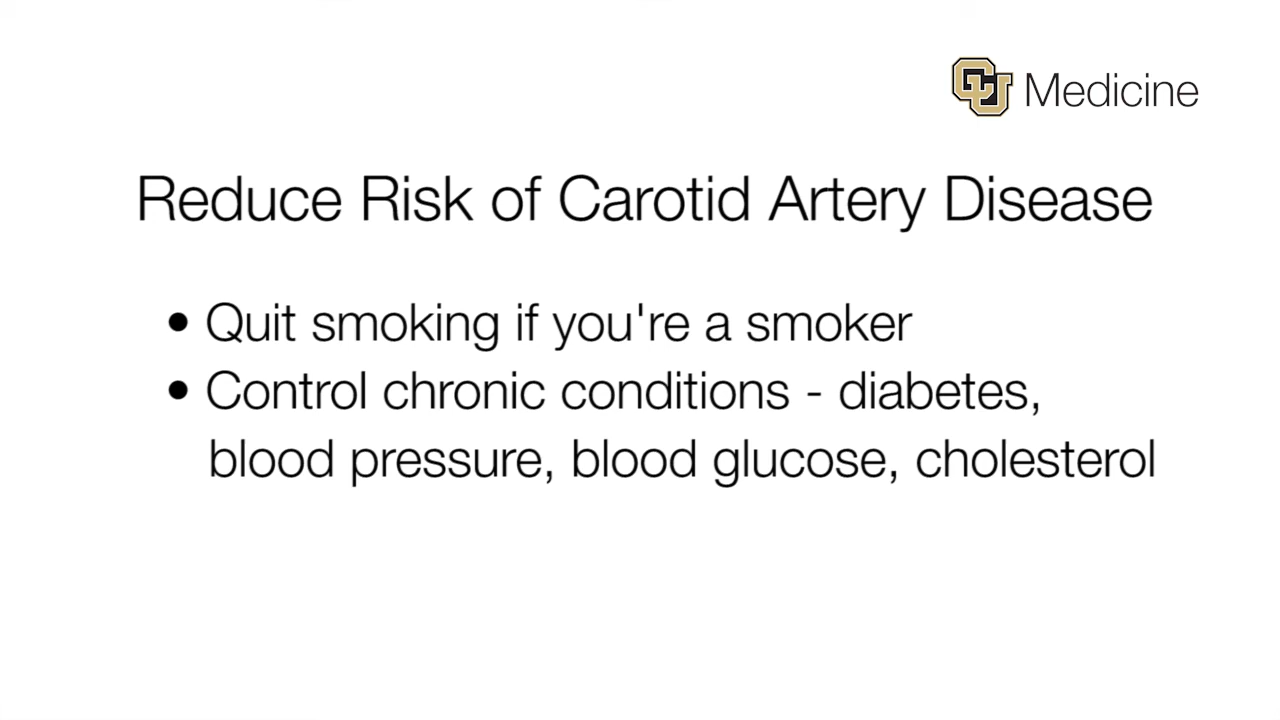 CU Medicine
Reduce Risk of Carotid Artery Disease
• Quit smoking if you're a smoker
• Control chronic conditions - diabetes,
blood pressure, blood glucose, cholesterol